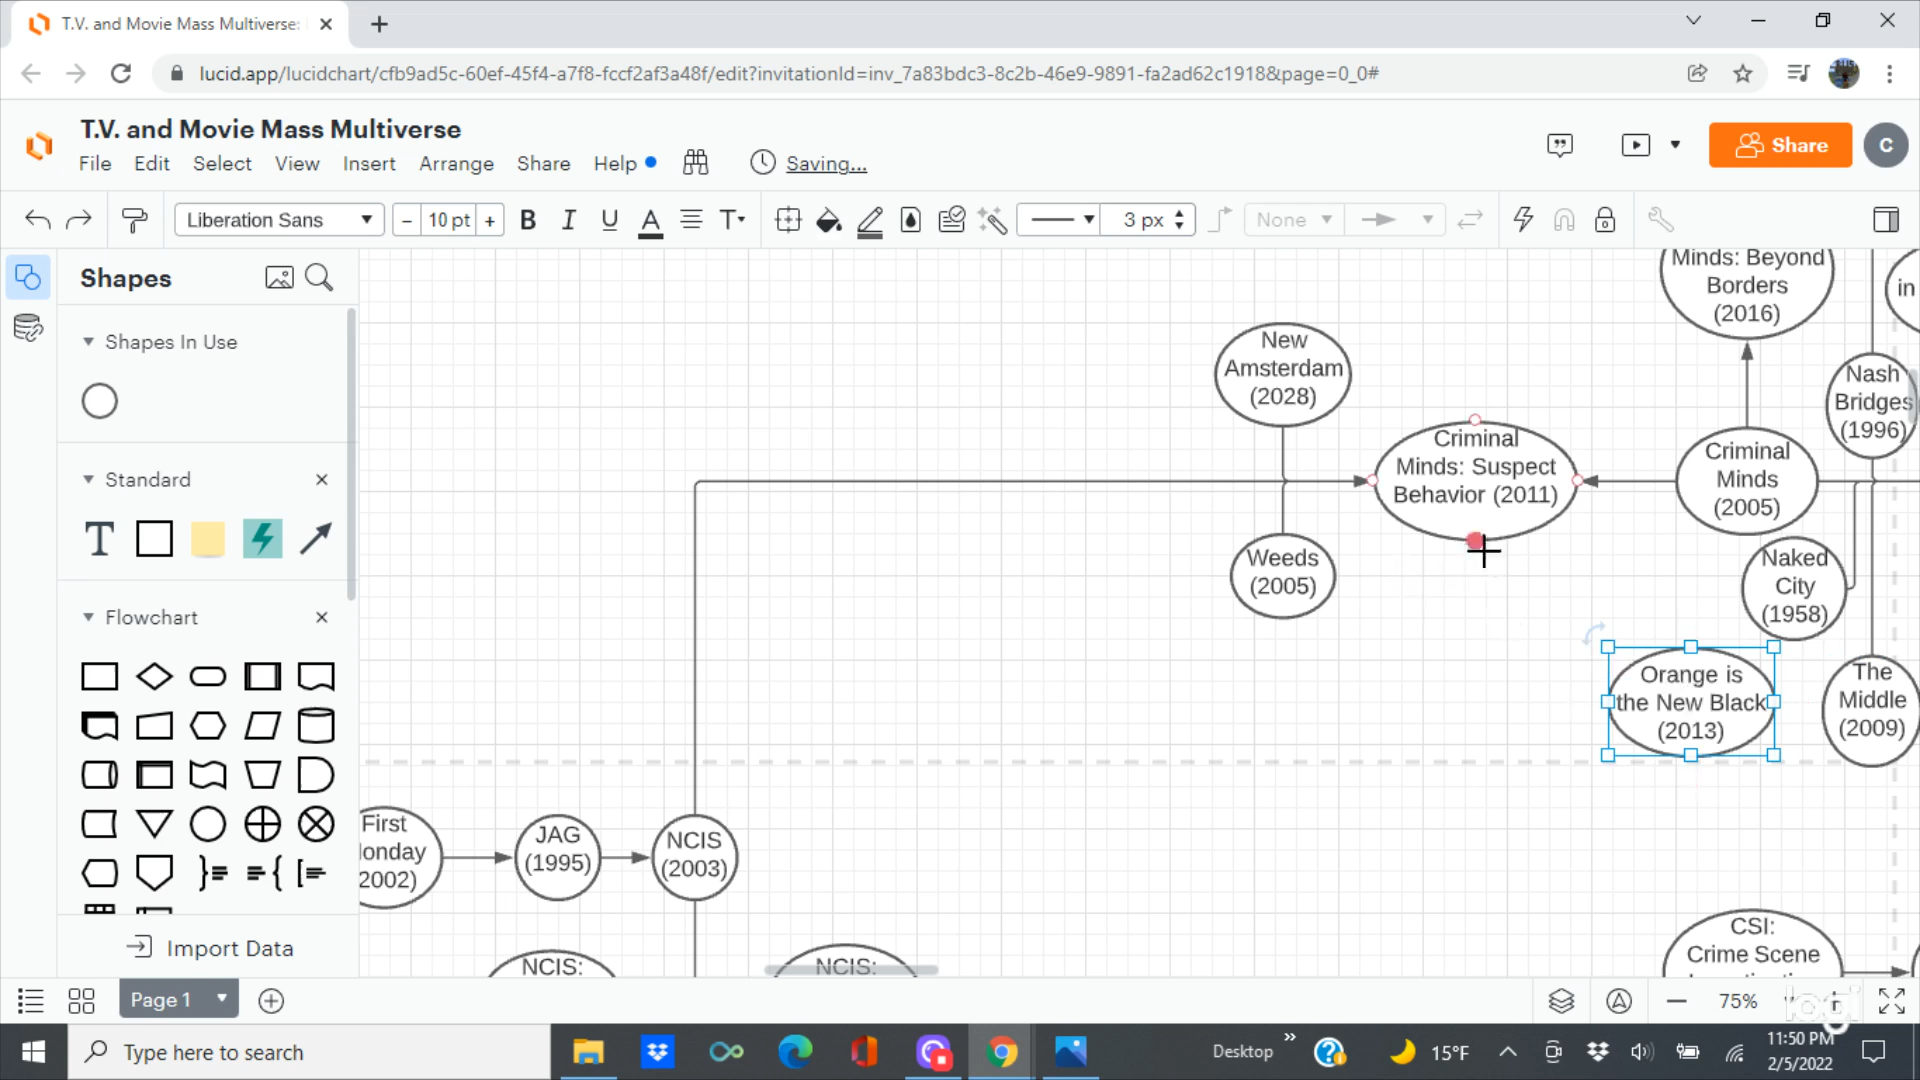 T.V. and Movie Mass Multiverse:
lucid.app/lucidchart/cfb9ad5c-60ef-45f4-a7f8-fccf2af3a48f/edit?invitationId=inv_7a83bdc3-8c2b-46e9-9891-fa2ad62c1918&page=0_0#
T.V. and Movie Mass Multiverse
File Edit Select View Insert Arrange Share Help Saving...
Share
C
Liberation Sans
- 10 pt +
B I U A T
3 px
None
Shapes
Shapes In Use
Standard
T
Flowchart
Import Data
Minds: Beyond
Borders
(2016)
in
New
Amsterdam
(2028)
Nash
Bridges
(1996)
Criminal
Minds: Suspect
Behavior (2011)
Criminal
Minds
(2005)
Weeds
(2005)
Naked
City
(1958)
Orange is
the New Black
(2013)
The
Middle
(2009)
First
onday
2002)
JAG
(1995)
NCIS
(2003)
NCIS:
NCIS:
CSI:
Crime Scene
Page 1
75%
logi
Type here to search
Desktop
15°F
11:50 PM
2/5/2022